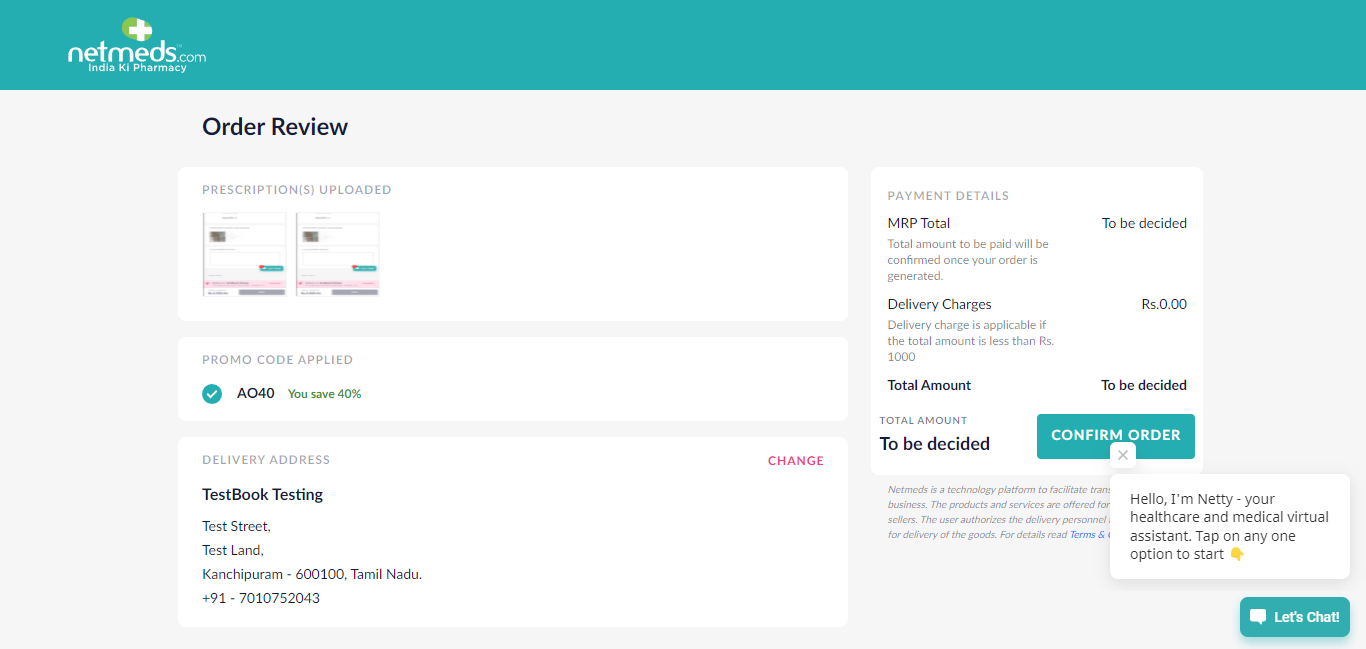 netmeds.com
India Ki Pharmacy
Order Review
PRESCRIPTION(S) UPLOADED
PROMO CODE APPLIED
AO40 You save 40%
DELIVERY ADDRESS
CHANGE
TestBook Testing
Test Street,
Test Land,
Kanchipuram - 600100, Tamil Nadu.
+91 - 7010752043
PAYMENT DETAILS
MRP Total To be decided
Total amount to be paid will be
confirmed once your order is
generated.
Delivery Charges Rs.0.00
Delivery charge is applicable if
the total amount is less than Rs.
1000
Total Amount To be decided
TOTAL AMOUNT
To be decided
CONFIRM ORDER
Netmeds is a technology platform to facilitate
business. The products and services are offered for
sellers. The user authorizes the delivery personnel
for delivery of the goods. For details read Terms &
Hello, I'm Netty - your
healthcare and medical virtual
assistant. Tap on any one
option to start 👇
Let's Chat!